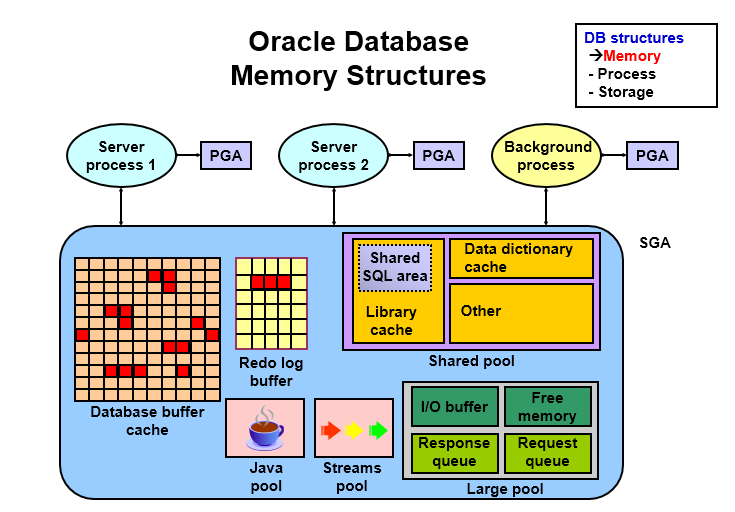 Oracle Database
Memory Structures
DB structures
→Memory
- Process
- Storage
Server
process 1
PGA
Server
process 2
PGA
Background
process
PGA
SGA
Database buffer
cache
Redo log
buffer
Shared
SQL area
Library
cache
Data dictionary
cache
Other
Shared pool
Java
pool
Streams
pool
I/O buffer
Free
memory
Response
queue
Request
queue
Large pool